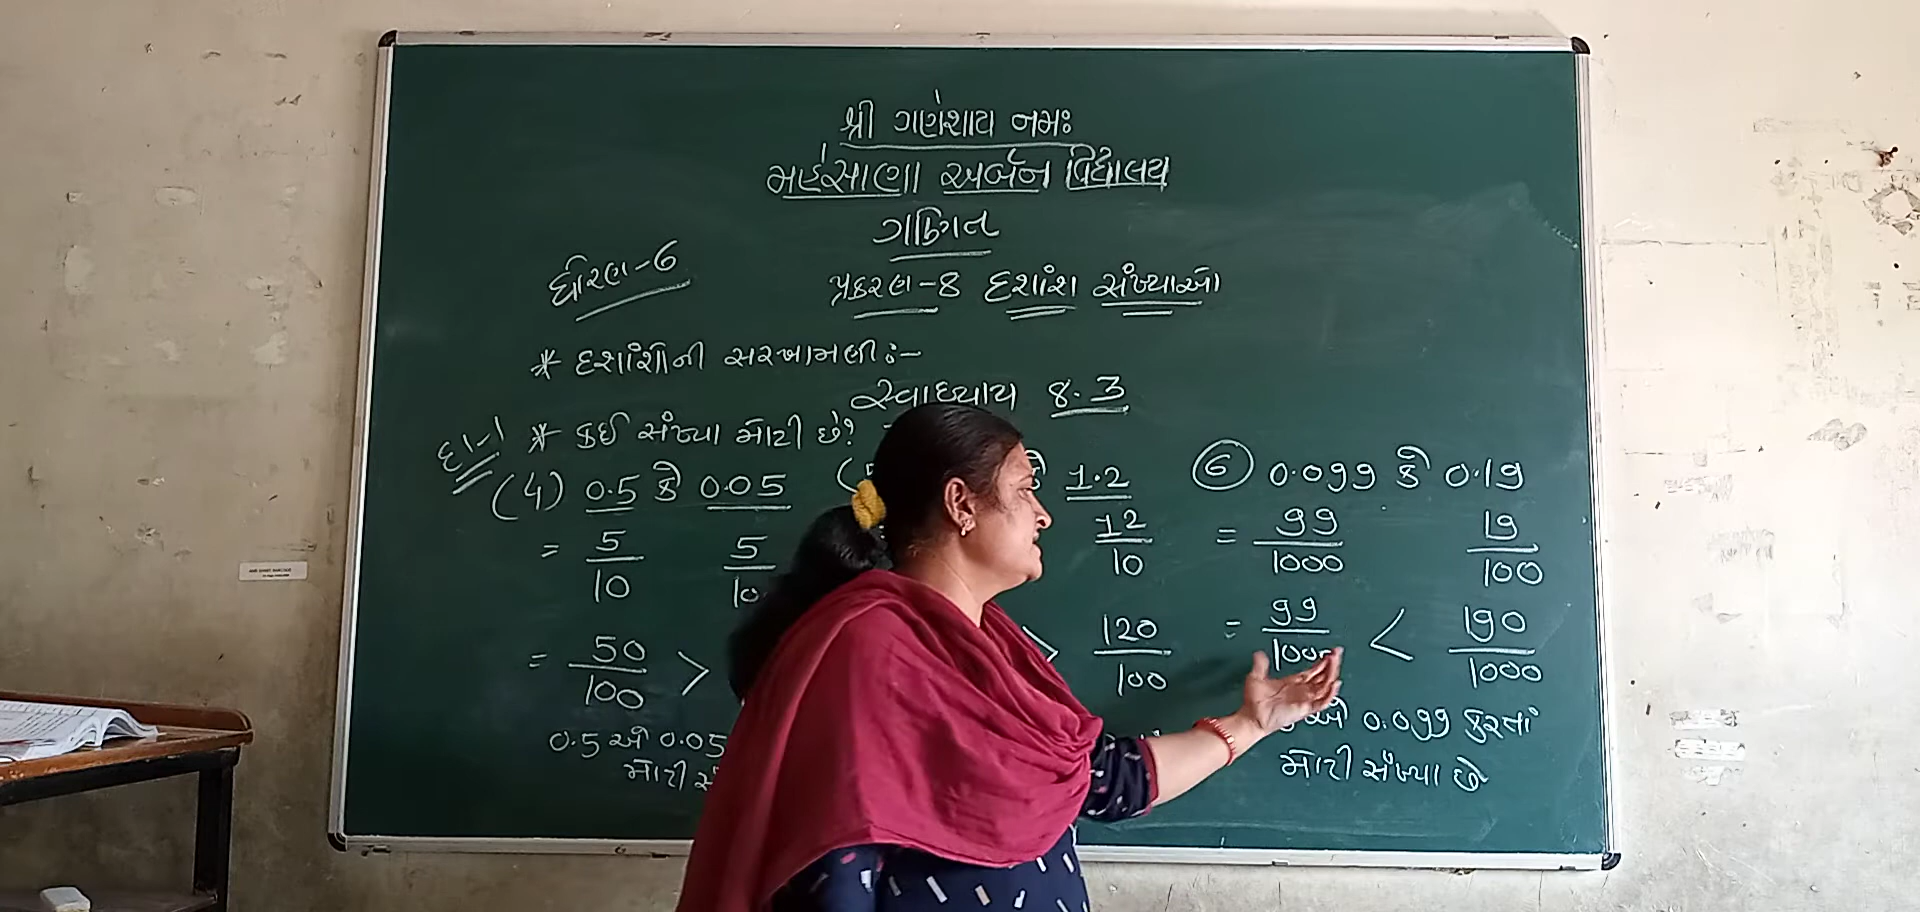 શ્રી ગણેશાય નમઃ
મહેસાણા અર્બન વિદ્યાલય
ગણિત
ધોરણ-6
પ્રકરણ-8 દશાંશ સંખ્યાઓ
* દશાંશોની સરખામણી :-
સ્વાધ્યાય 8.3
દા-1 * કઈ સંખ્યા મોટી છે?
(4) 0.5 કે 0.05
= 5/10 5/10
= 50/100 >
0.5 એ 0.05
મોટી
1.2
12/10
> 120/100
(6) 0.099 કે 0.19
= 99/1000 19/100
= 99/1000 < 190/1000
એ 0.099 કરતાં
મોટી સંખ્યા છે